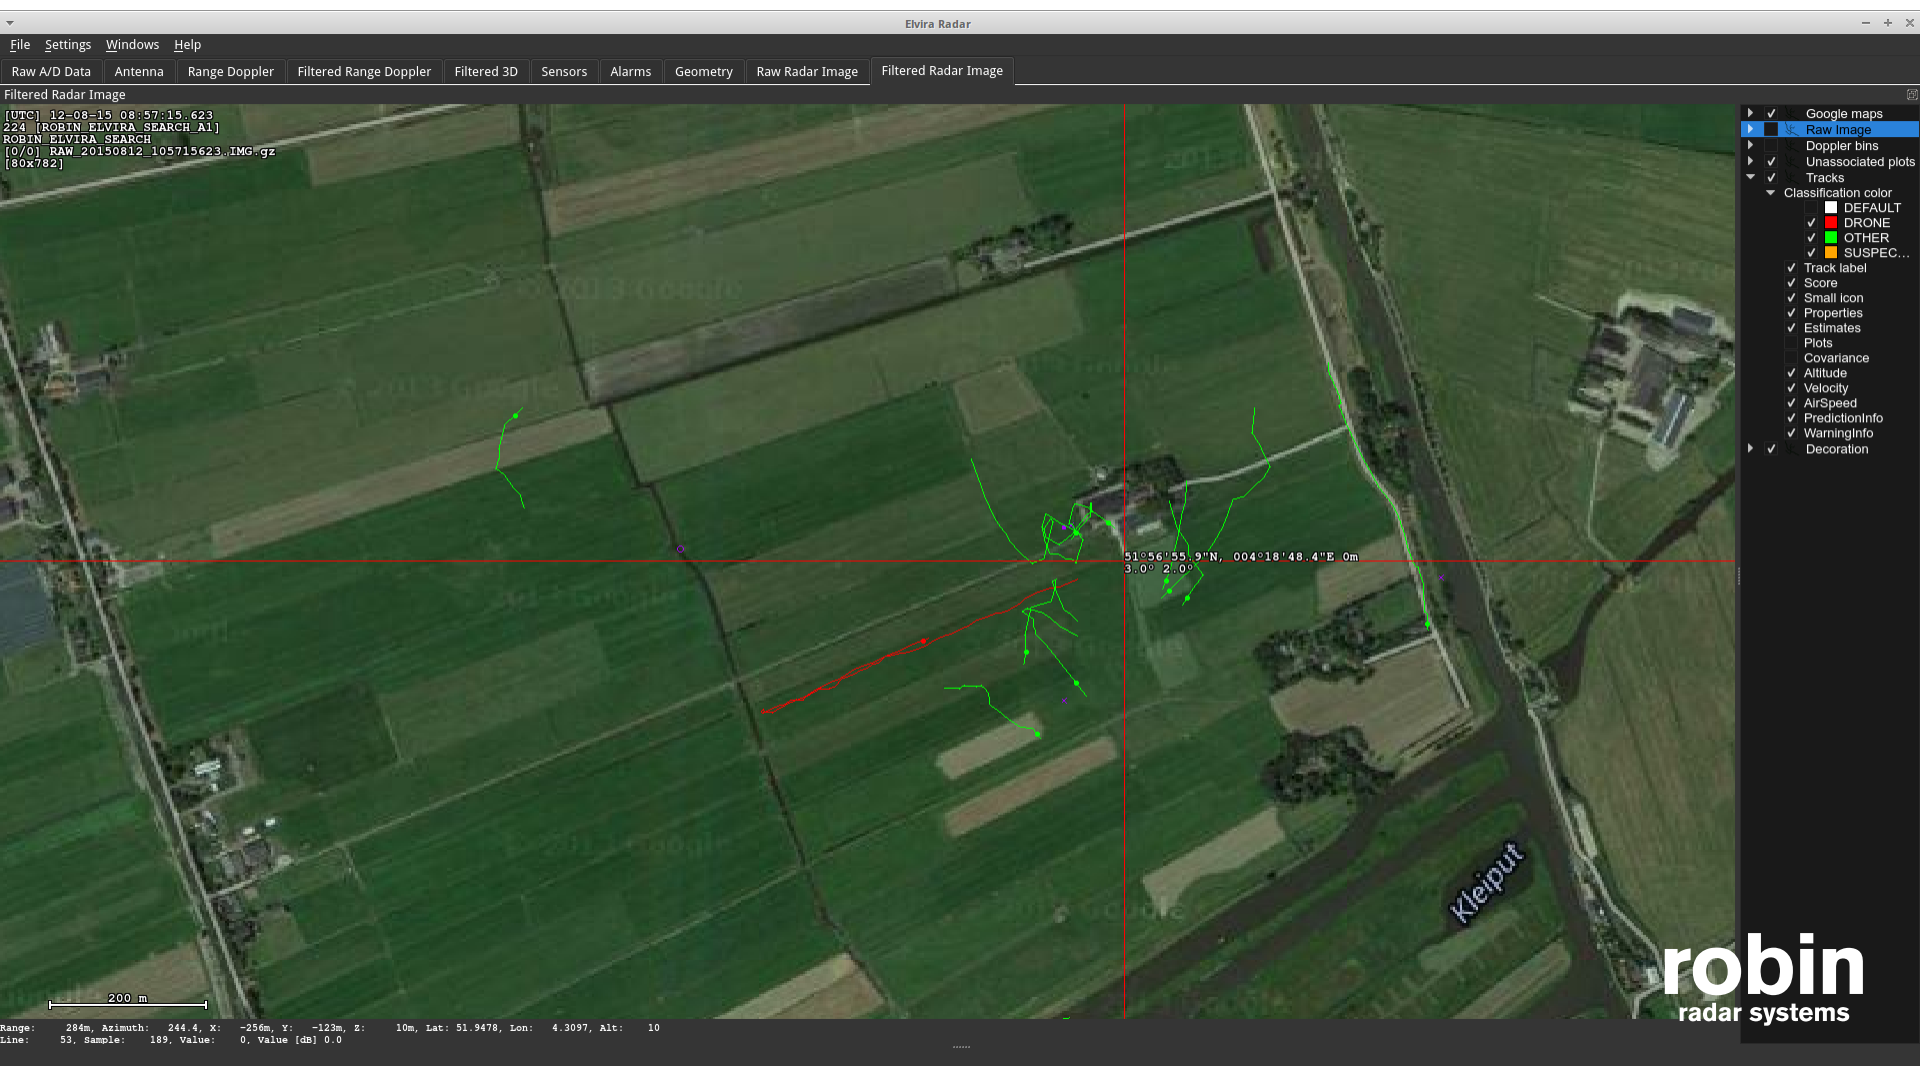 Elvira Radar
File Settings Windows Help
Raw A/D Data Antenna Range Doppler Filtered Range Doppler Filtered 3D Sensors Alarms Geometry Raw Radar Image Filtered Radar Image
Filtered Radar Image
[UTC] 12-08-15 08:57:15.623
224 [ROBIN_ELVIRA_SEARCH_A1]
ROBIN_ELVIRA_SEARCH
[0/0] RAW_20150812_105715623.IMG.gz
[80x782]
Google maps
Raw Image
Doppler bins
Unassociated plots
Tracks
Classification color
DEFAULT
DRONE
OTHER
SUSPEC...
Track label
Score
Small icon
Properties
Estimates
Plots
Covariance
Altitude
Velocity
AirSpeed
PredictionInfo
WarningInfo
Decoration
51°56'55.9"N, 004°18'48.4"E 0m
3.0° 2.0°
Kleiput
robin
radar systems
200 m
Range: 284m, Azimuth: 244.4, X: -256m, Y: -123m, Z: 10m, Lat: 51.9478, Lon: 4.3097, Alt: 10
Line: 53, Sample: 189, Value: 0, Value [dB] 0.0